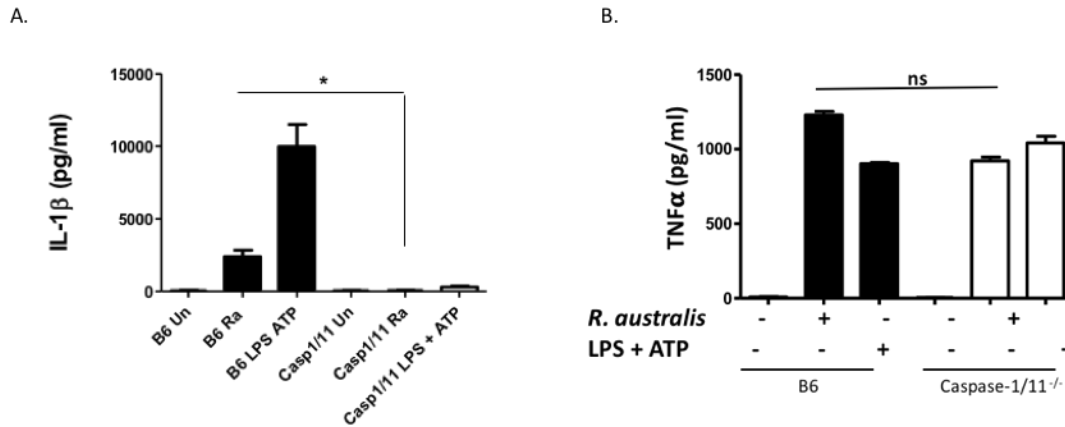 A.
B.
IL-1β (pg/ml)
15000
10000
5000
0
*
B6 Un
B6 Ra
B6 LPS ATP
Casp1/11 Un
Casp1/11 Ra
Casp1/11 LPS + ATP
TNFα (pg/ml)
1500
1000
500
0
ns
R. australis - + - - + -
LPS + ATP - - + - -
B6 Caspase-1/11-/-